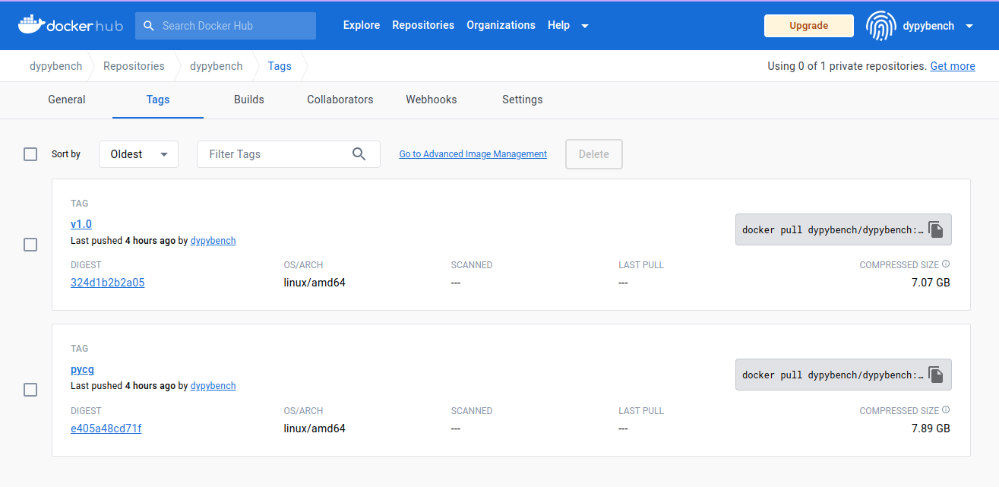 docker hub Search Docker Hub Explore Repositories Organizations Help Upgrade dypybench
dypybench Repositories dypybench Tags Using 0 of 1 private repositories. Get more
General Tags Builds Collaborators Webhooks Settings
Sort by Oldest Filter Tags Go to Advanced Image Management Delete
TAG
v1.0
docker pull dypybench/dypybench:…
Last pushed 4 hours ago by dypybench
DIGEST OS/ARCH SCANNED LAST PULL COMPRESSED SIZE
324d1b2b2a05 linux/amd64 --- --- 7.07 GB
TAG
pycg
docker pull dypybench/dypybench:…
Last pushed 4 hours ago by dypybench
DIGEST OS/ARCH SCANNED LAST PULL COMPRESSED SIZE
e405a48cd71f linux/amd64 --- --- 7.89 GB